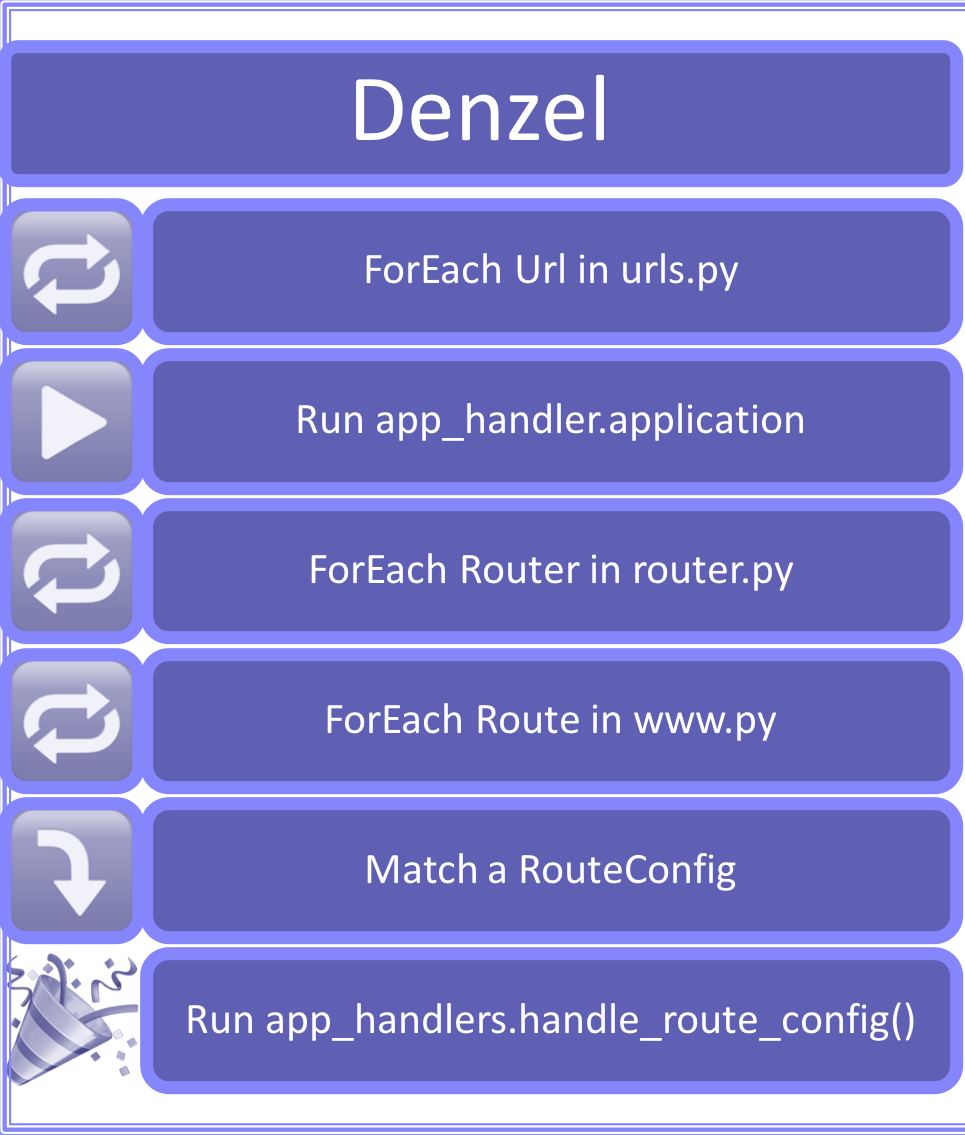 Denzel
ForEach Url in urls.py
Run app_handler.application
ForEach Router in router.py
ForEach Route in www.py
Match a RouteConfig
Run app_handlers.handle_route_config()